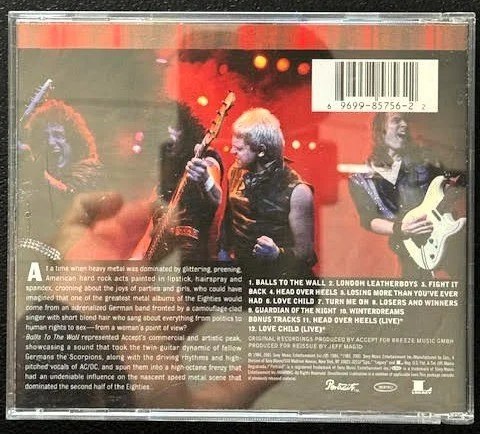 6 9699-85756-2 2
At a time when heavy metal was dominated by glittering, preening,
American hard rock acts painted in lipstick, hairspray and
spandex, crooning about the joys of parties and girls, who could have
imagined that one of the greatest metal albums of the Eighties would
come from an adrenalized German band fronted by a camouflage-clad
singer with short bleed hair who sang about everything from politics to
human rights to sex—from a woman's point of view?
Balls To The Wall represented Accept's commercial and artistic peak,
showcasing a sound that took the twin-guitar dynamic of fellow
Germans the Scorpions, along with the driving rhythms and high-
pitched vocals of AC/DC, and spun them into a high-octane frenzy that
had an undeniable influence on the nascent speed metal scene that
dominated the second half of the Eighties...
1. BALLS TO THE WALL 2. LONDON LEATHERBOYS 3. FIGHT IT
BACK 4. HEAD OVER HEELS 5. LOSING MORE THAN YOU'VE EVER
HAD 6. LOVE CHILD 7. TURN ME ON 8. LOSERS AND WINNERS
9. GUARDIAN OF THE NIGHT 10. WINTERDREAMS
BONUS TRACKS 11. HEAD OVER HEELS (LIVE)*
12. LOVE CHILD (LIVE)*
ORIGINAL RECORDINGS PRODUCED BY ACCEPT FOR BREEZE MUSIC GMBH
PRODUCED FOR REISSUE BY JEFF MAGID
Portrait
Epic
LEGACY